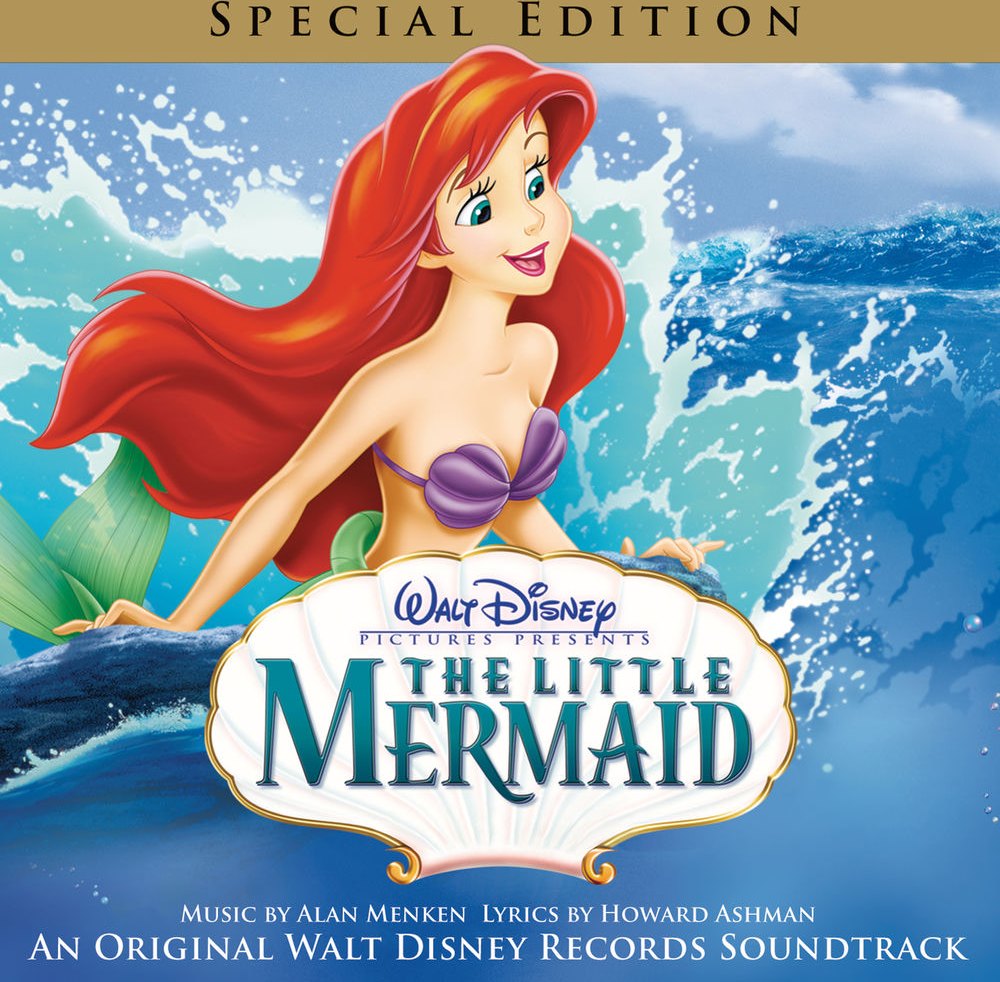 SPECIAL EDITION
WALT DISNEY
PICTURES PRESENTS
THE LITTLE
MERMAID
MUSIC BY ALAN MENKEN LYRICS BY HOWARD ASHMAN
AN ORIGINAL WALT DISNEY RECORDS SOUNDTRACK